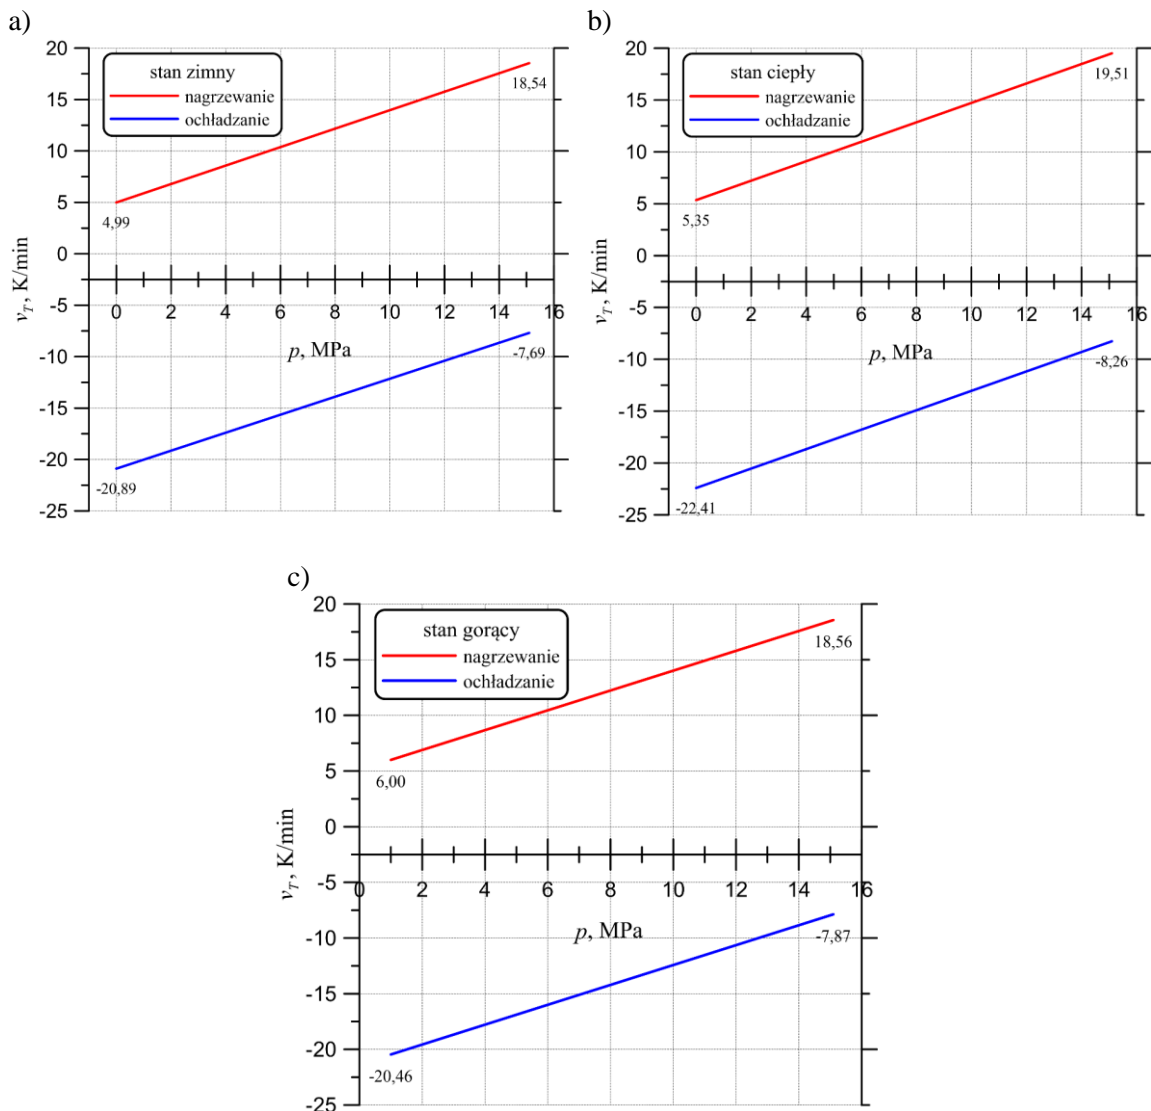 a)
20
15
10
5
0
-5
-10
-15
-20
-25
v_T, K/min
stan zimny
nagrzewanie
ochładzanie
18,54
4,99
0 2 4 6 8 10 12 14 16
p, MPa
-7,69
-20,89
b)
20
15
10
5
0
-5
-10
-15
-20
-25
v_T, K/min
stan ciepły
nagrzewanie
ochładzanie
19,51
5,35
0 2 4 6 8 10 12 14 16
p, MPa
-8,26
-22,41
c)
20
15
10
5
0
-5
-10
-15
-20
-25
v_T, K/min
stan gorący
nagrzewanie
ochładzanie
18,56
6,00
0 2 4 6 8 10 12 14 16
p, MPa
-7,87
-20,46